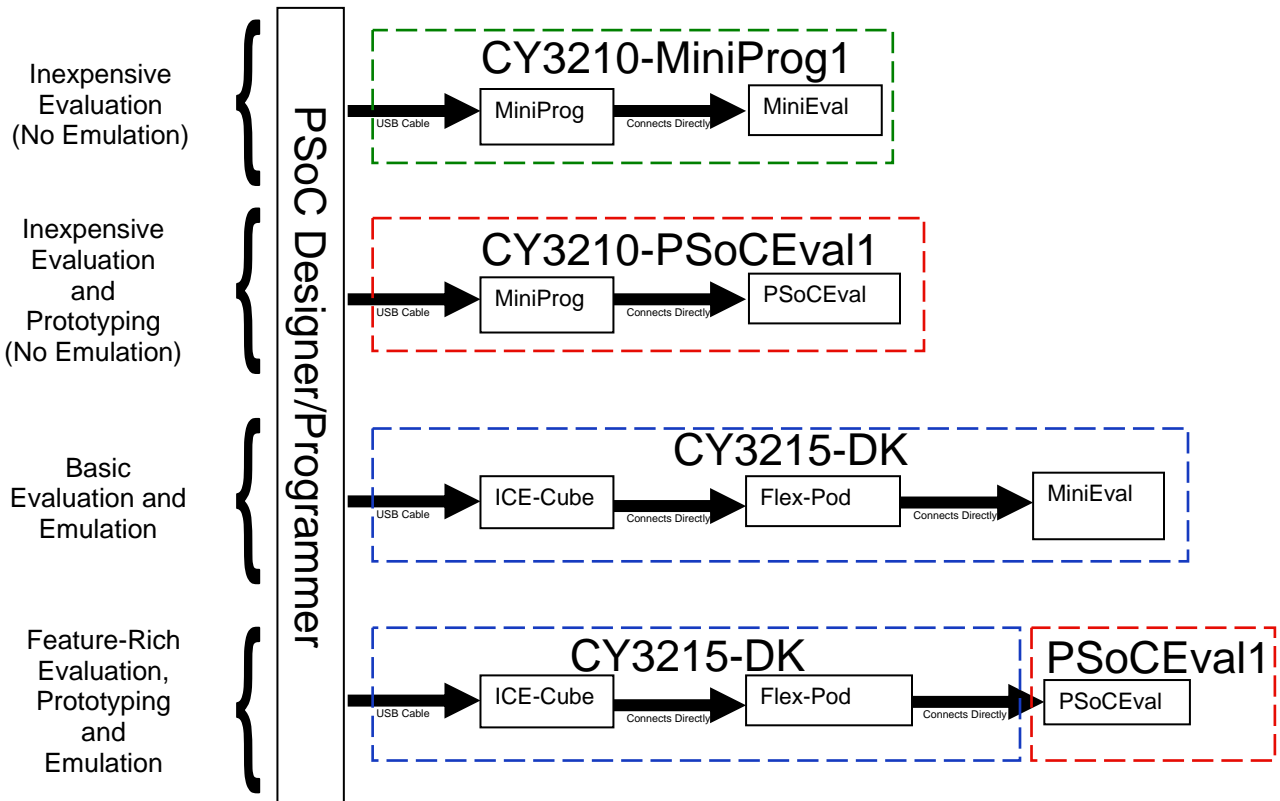 Inexpensive
Evaluation
(No Emulation)
CY3210-MiniProg1
USB Cable
MiniProg
Connects Directly
MiniEval
PSoC Designer/Programmer
Inexpensive
Evaluation
and
Prototyping
(No Emulation)
CY3210-PSoCEval1
USB Cable
MiniProg
Connects Directly
PSoCEval
Basic
Evaluation and
Emulation
CY3215-DK
USB Cable
ICE-Cube
Connects Directly
Flex-Pod
Connects Directly
MiniEval
Feature-Rich
Evaluation,
Prototyping
and
Emulation
CY3215-DK
USB Cable
ICE-Cube
Connects Directly
Flex-Pod
Connects Directly
PSoCEval1
PSoCEval